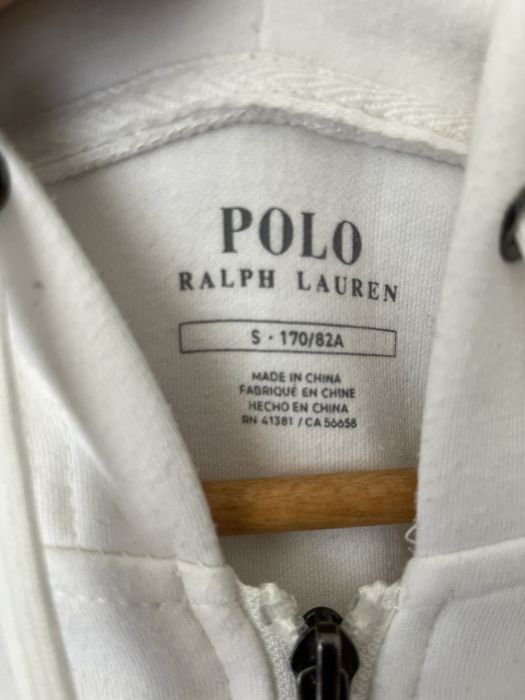 POLO
RALPH LAUREN
S · 170/82A
MADE IN CHINA
FABRIQUÉ EN CHINE
HECHO EN CHINA
RN 41381 / CA 56658